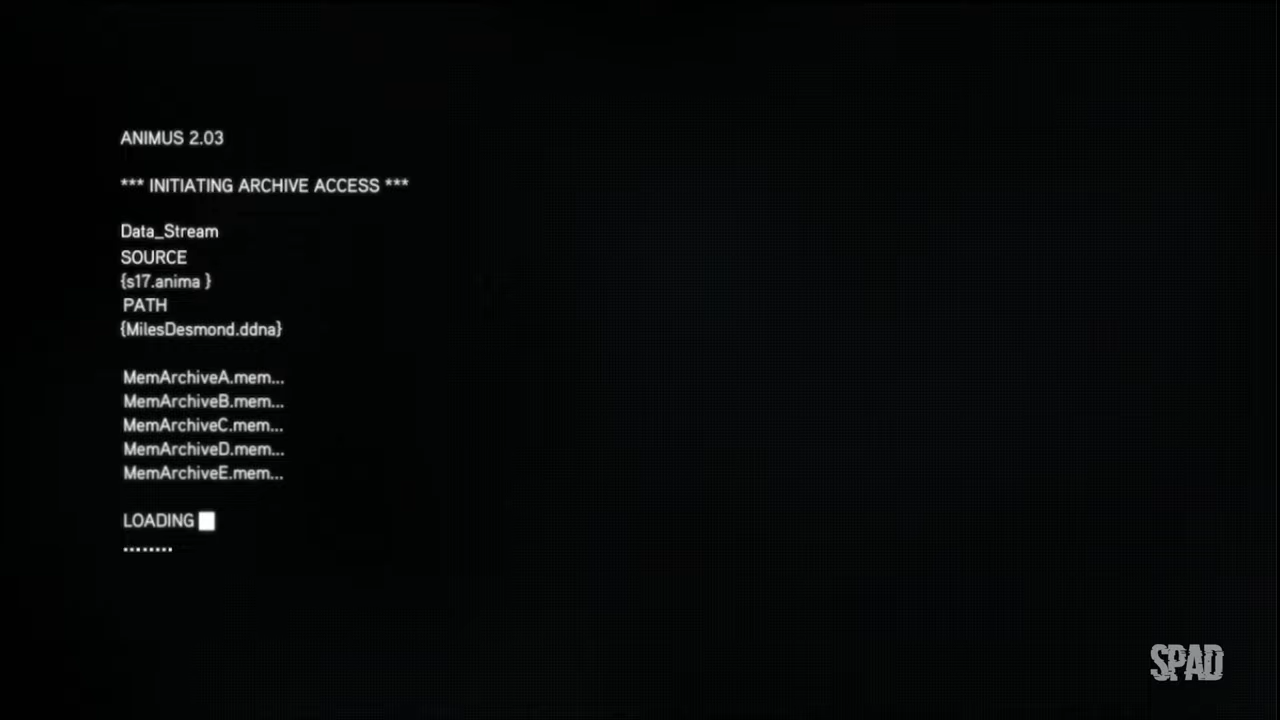 ANIMUS 2.03
*** INITIATING ARCHIVE ACCESS ***
Data_Stream
SOURCE
{s17.anima }
PATH
{MilesDesmond.ddna}
MemArchiveA.mem...
MemArchiveB.mem...
MemArchiveC.mem...
MemArchiveD.mem...
MemArchiveE.mem...
LOADING
........
SPAD